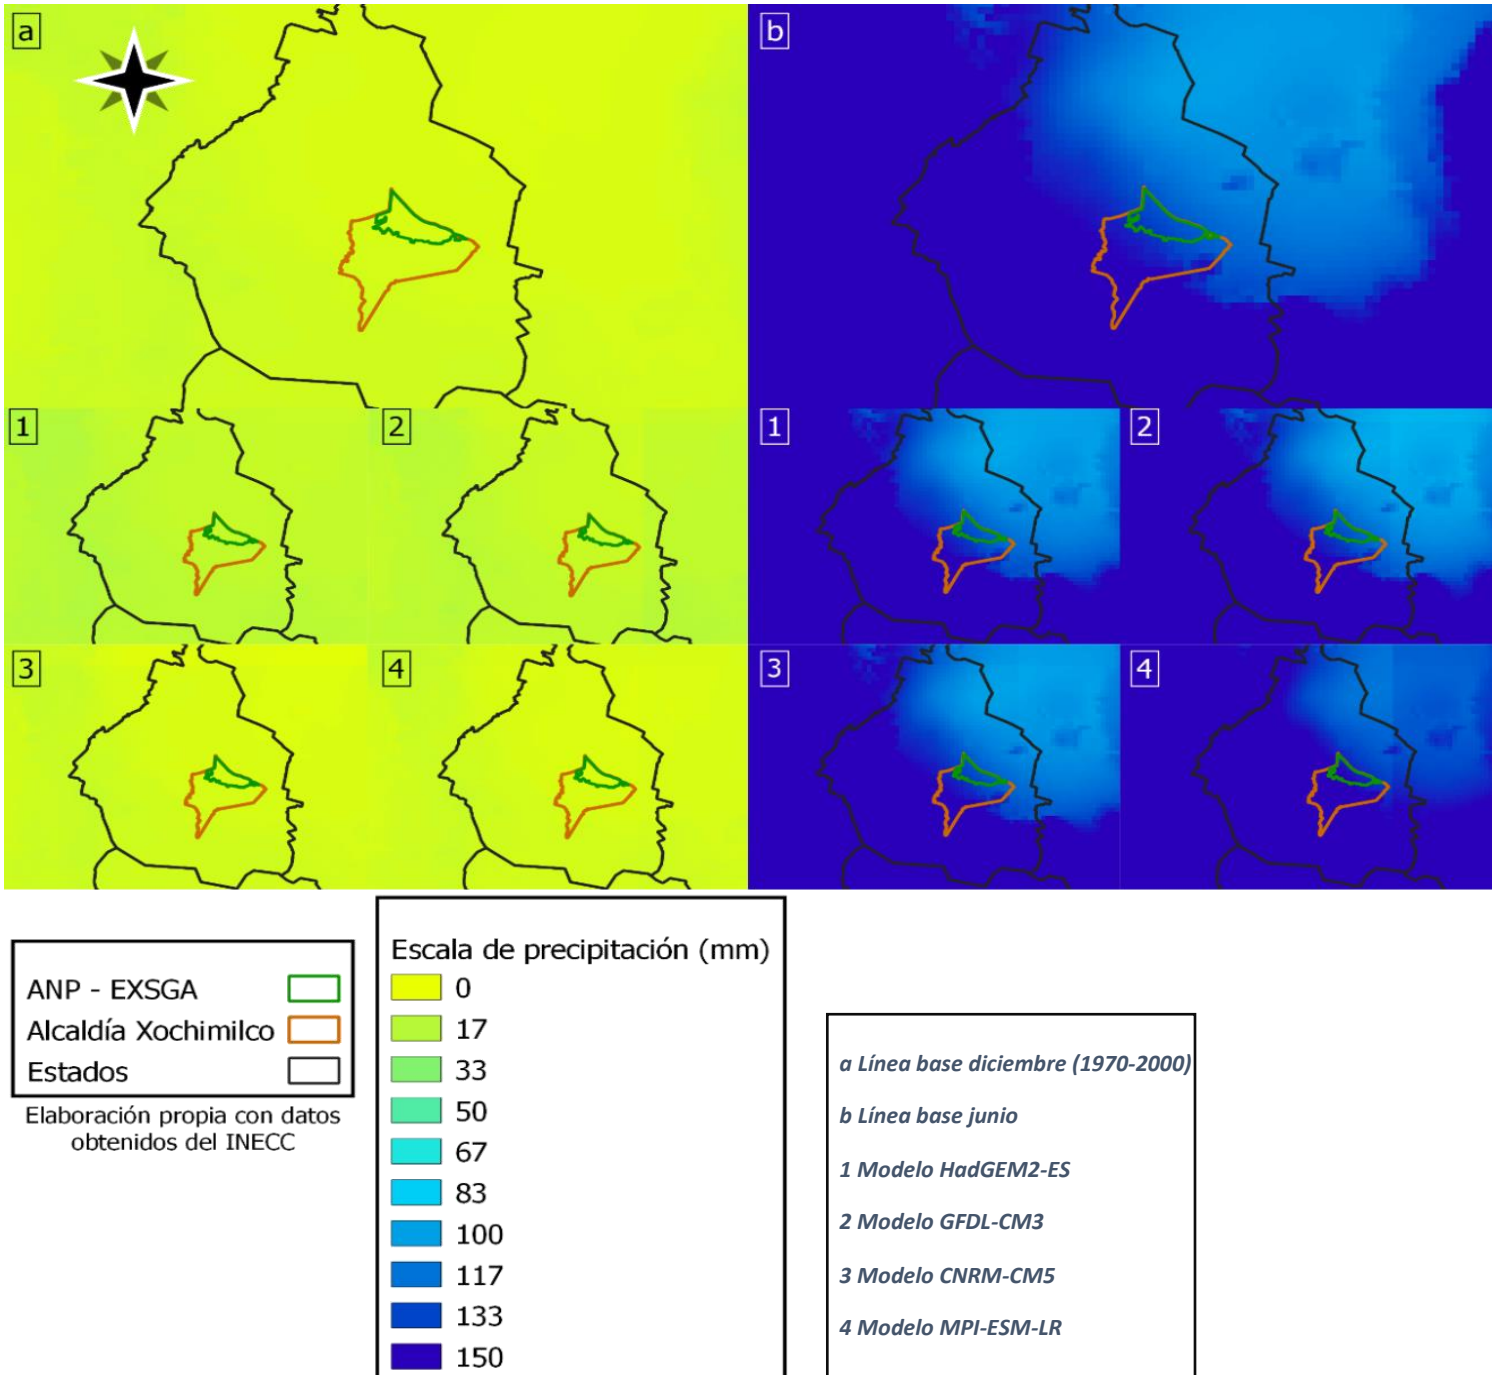 a
b
1
2
1
2
3
4
3
4
ANP - EXSGA
Alcaldía Xochimilco
Estados
Elaboración propia con datos
obtenidos del INECC
Escala de precipitación (mm)
0
17
33
50
67
83
100
117
133
150
a Línea base diciembre (1970-2000)
b Línea base junio
1 Modelo HadGEM2-ES
2 Modelo GFDL-CM3
3 Modelo CNRM-CM5
4 Modelo MPI-ESM-LR